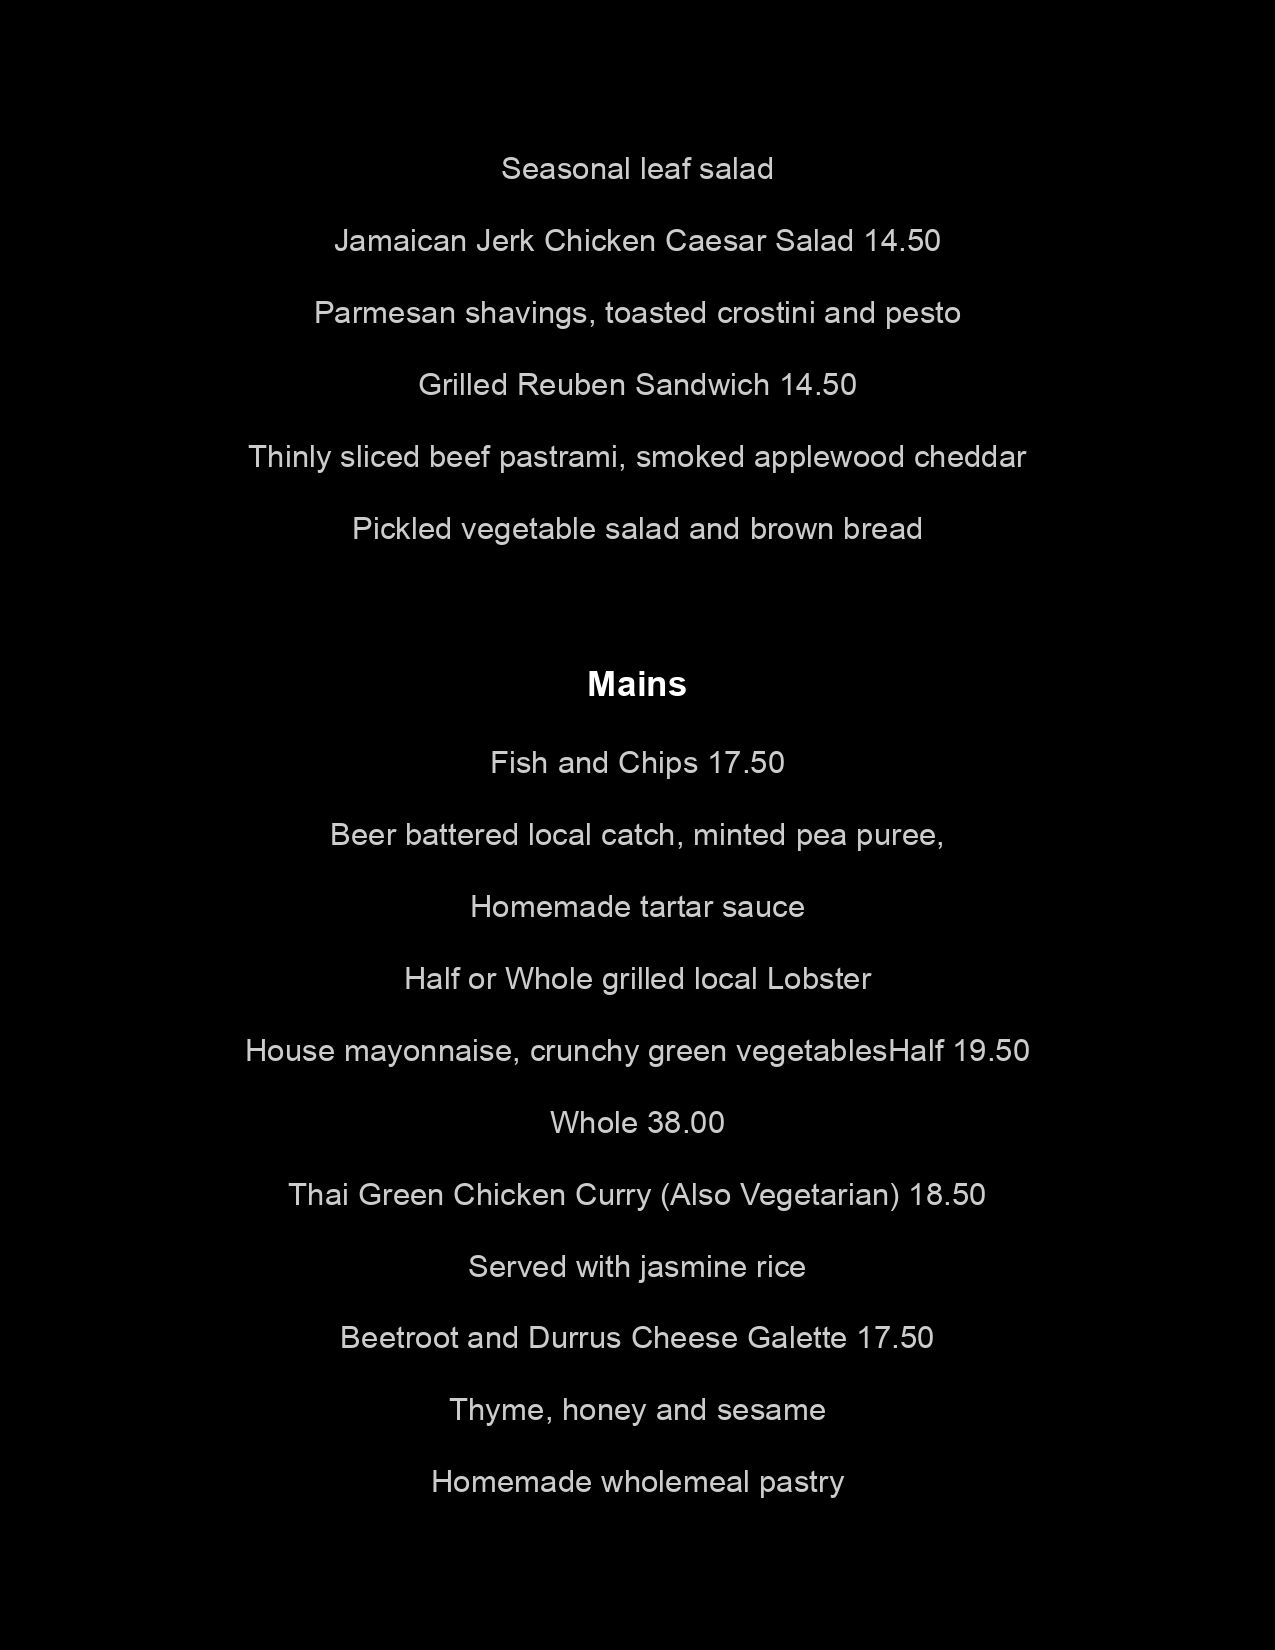 Seasonal leaf salad
Jamaican Jerk Chicken Caesar Salad 14.50
Parmesan shavings, toasted crostini and pesto
Grilled Reuben Sandwich 14.50
Thinly sliced beef pastrami, smoked applewood cheddar
Pickled vegetable salad and brown bread
Mains
Fish and Chips 17.50
Beer battered local catch, minted pea puree,
Homemade tartar sauce
Half or Whole grilled local Lobster
House mayonnaise, crunchy green vegetablesHalf 19.50
Whole 38.00
Thai Green Chicken Curry (Also Vegetarian) 18.50
Served with jasmine rice
Beetroot and Durrus Cheese Galette 17.50
Thyme, honey and sesame
Homemade wholemeal pastry